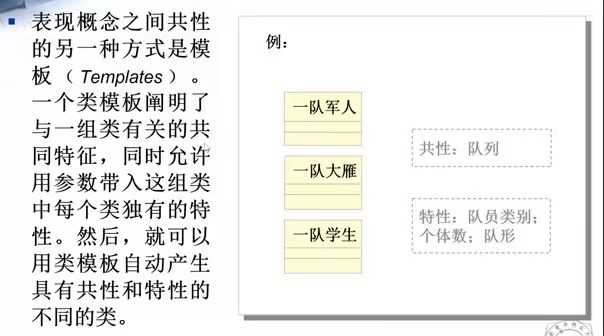 表现概念之间共性
的另一种方式是模
板（Templates）。
一个类模板阐明了
与一组类有关的共
同特征，同时允许
用参数带入这组类
中每个类独有的特
性。然后，就可以
用类模板自动产生
具有共性和特性的
不同的类。
例：
一队军人
一队大雁
一队学生
共性：队列
特性：队员类别；
个体数；队形